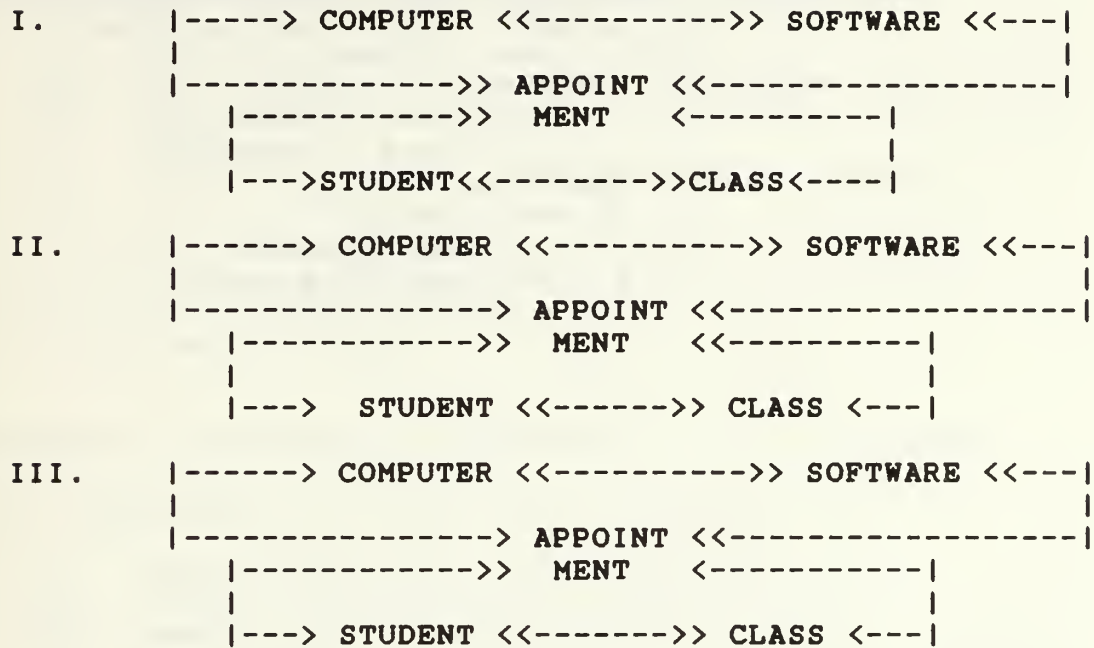 I. |-----> COMPUTER <<---------->> SOFTWARE <<---|
| |
|-------------->> APPOINT <<------------------|
|----------->> MENT <-----------|
| |
|--->STUDENT<<-------->>CLASS<----|
II. |------> COMPUTER <<---------->> SOFTWARE <<---|
| |
|----------------> APPOINT <<------------------|
|------------->> MENT <<----------|
| |
|---> STUDENT <<------>> CLASS <---|
III. |------> COMPUTER <<---------->> SOFTWARE <<---|
| |
|----------------> APPOINT <<------------------|
|------------->> MENT <-----------|
| |
|---> STUDENT <<------->> CLASS <---|